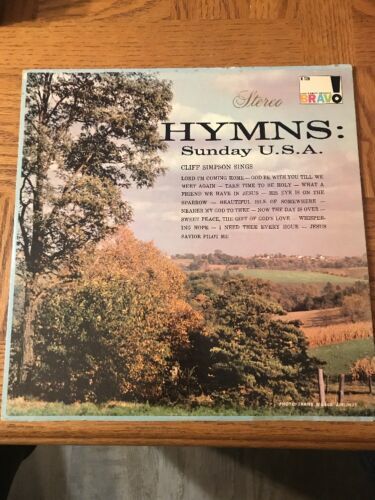 BRAVO!
Stereo
HYMNS:
Sunday U.S.A.
CLIFF SIMPSON SINGS
LORD I'M COMING HOME — GOD BE WITH YOU TILL WE
MEET AGAIN — TAKE TIME TO BE HOLY — WHAT A
FRIEND WE HAVE IN JESUS — HIS EYE IS ON THE
SPARROW — BEAUTIFUL ISLE OF SOMEWHERE —
NEARER MY GOD TO THEE — NOW THE DAY IS OVER —
SWEET PEACE, THE GIFT OF GOD'S LOVE — WHISPER-
ING HOPE — I NEED THEE EVERY HOUR — JESUS
SAVIOR PILOT ME